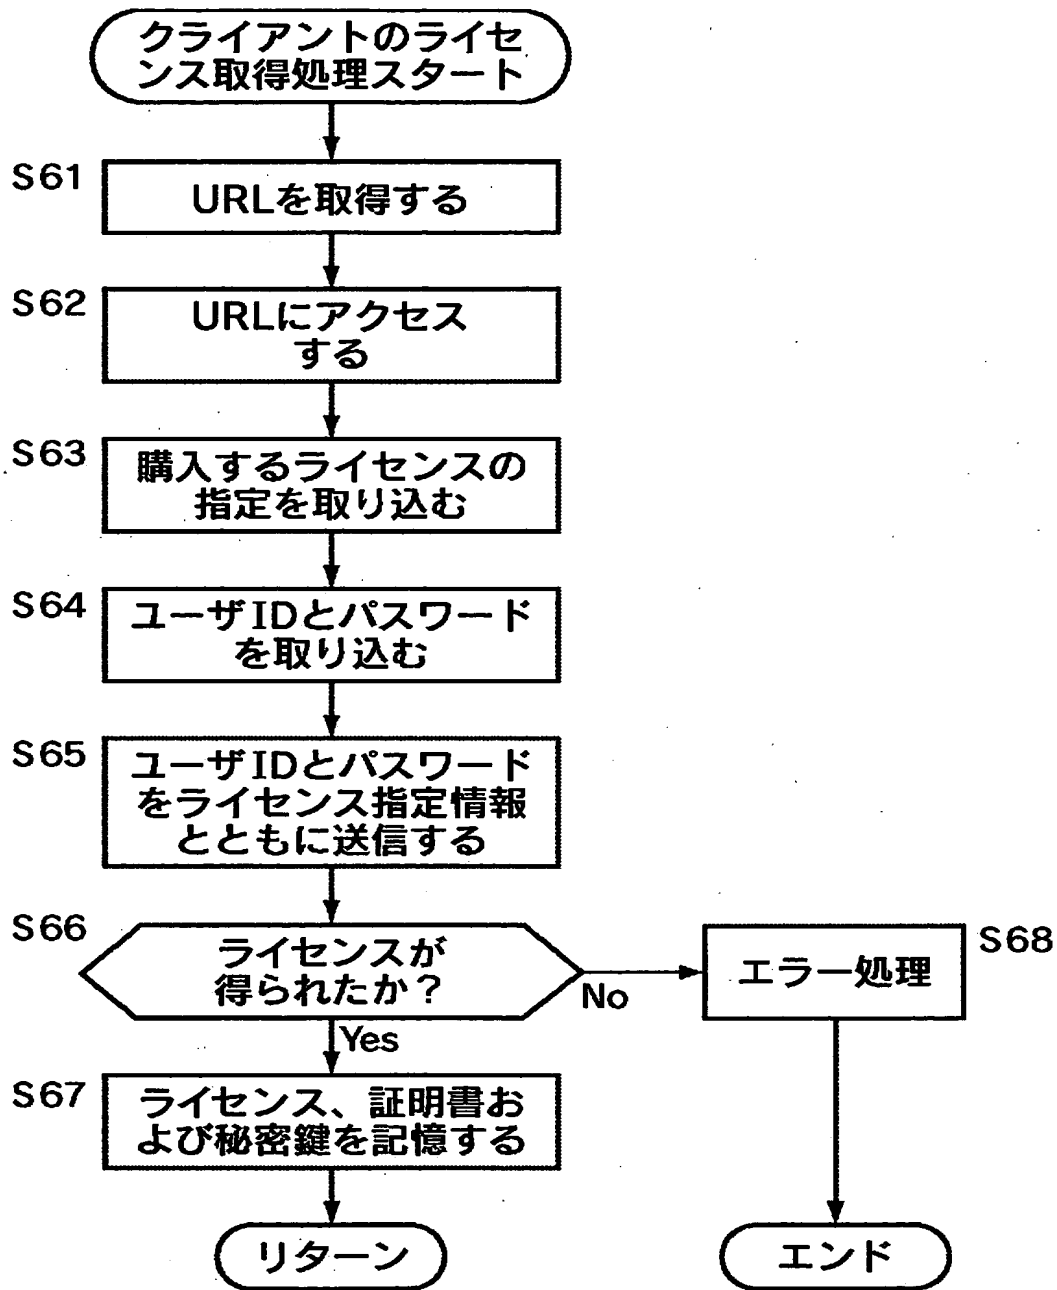 クライアントのライセ
ンス取得処理スタート
S61
URLを取得する
S62
URLにアクセス
する
S63
購入するライセンスの
指定を取り込む
S64
ユーザIDとパスワード
を取り込む
S65
ユーザIDとパスワード
をライセンス指定情報
とともに送信する
S66
ライセンスが
得られたか？
No
S68
エラー処理
Yes
S67
ライセンス、証明書お
よび秘密鍵を記憶する
リターン
エンド